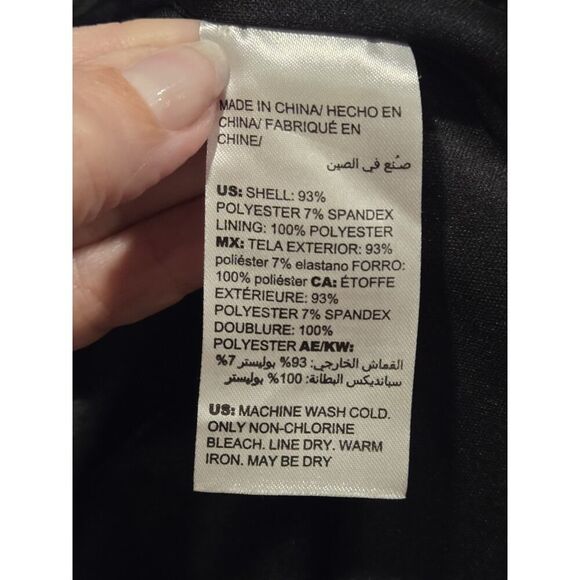 MADE IN CHINA/ HECHO EN
CHINA/ FABRIQUÉ EN
CHINE/
صنع في الصين
US: SHELL: 93%
POLYESTER 7% SPANDEX
LINING: 100% POLYESTER
MX: TELA EXTERIOR: 93%
poliéster 7% elastano FORRO:
100% poliéster CA: ÉTOFFE
EXTÉRIEURE: 93%
POLYESTER 7% SPANDEX
DOUBLURE: 100%
POLYESTER AE/KW:
القماش الخارجي: 93% بوليستر 7%
سبانديكس البطانة: 100% بوليستر
US: MACHINE WASH COLD.
ONLY NON-CHLORINE
BLEACH. LINE DRY. WARM
IRON. MAY BE DRY